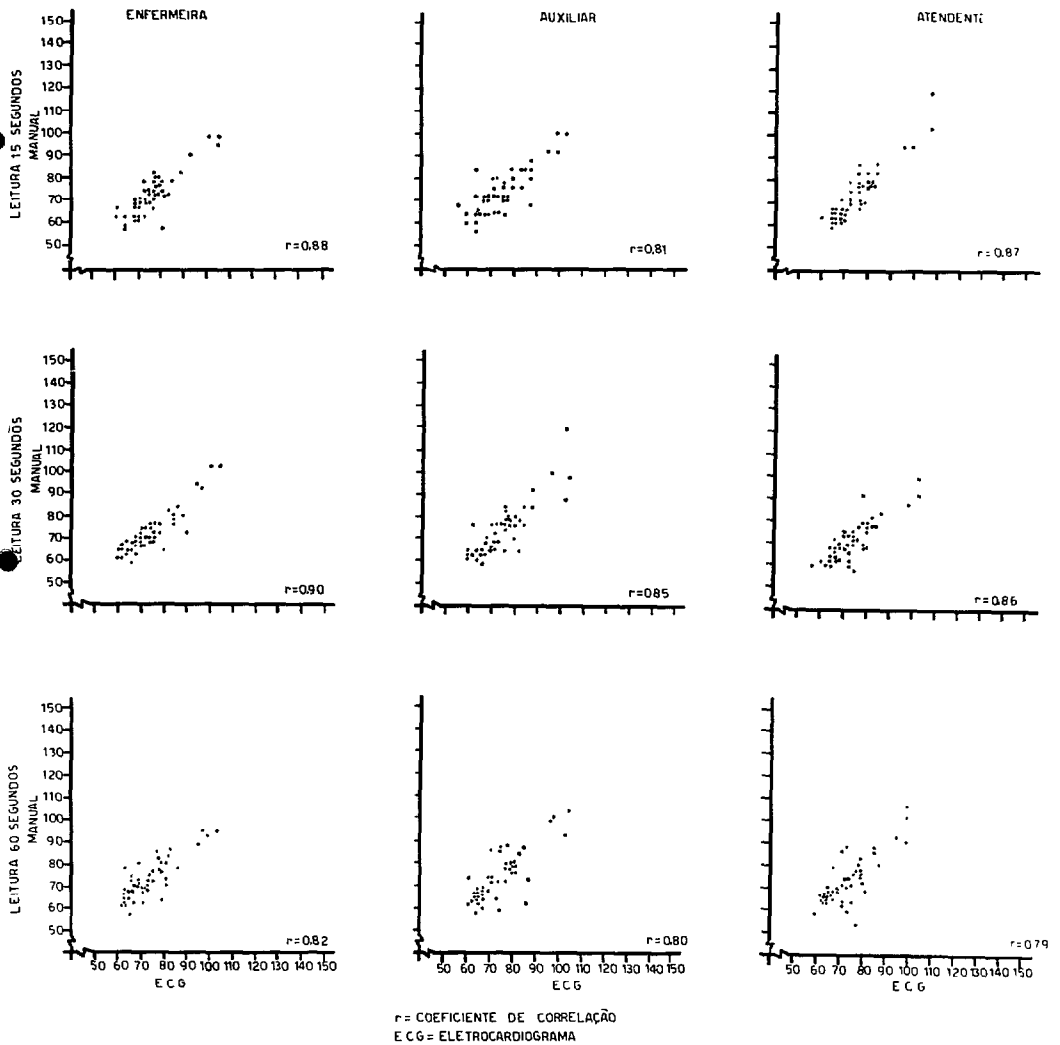 ENFERMEIRA
AUXILIAR
ATENDENTE
LEITURA 15 SEGUNDOS
MANUAL
150
140
130
120
110
100
90
80
70
60
50
r=0,88
r=0,81
r=0,87
LEITURA 30 SEGUNDOS
MANUAL
150
140
130
120
110
100
90
80
70
60
50
r=0,90
r=0,85
r=0,86
LEITURA 60 SEGUNDOS
MANUAL
150
140
130
120
110
100
90
80
70
60
50
r=0,82
r=0,80
r=0,79
50 60 70 80 90 100 110 120 130 140 150
50 60 70 80 90 100 110 120 130 140 150
50 60 70 80 90 100 110 120 130 140 150
ECG
ECG
ECG
r= COEFICIENTE DE CORRELAÇÃO
ECG= ELETROCARDIOGRAMA